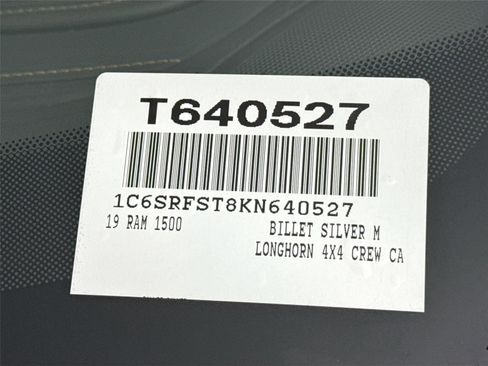 T640527
1C6SRFST8KN640527
19 RAM 1500 BILLET SILVER M
LONGHORN 4X4 CREW CA